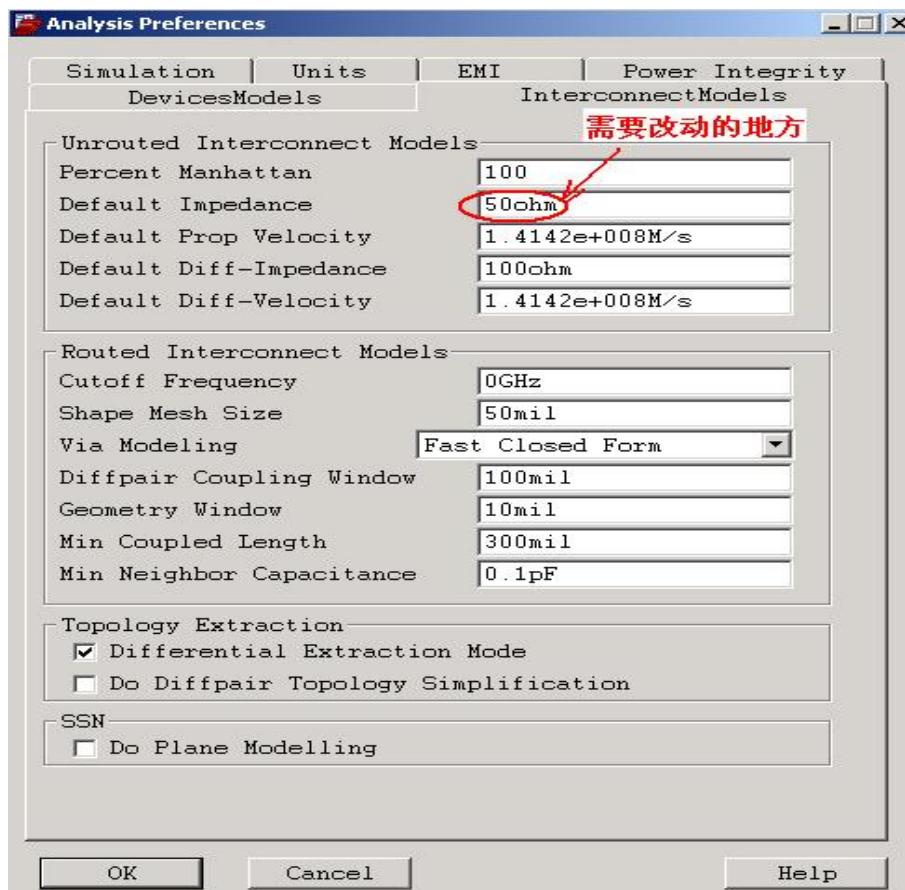 Analysis Preferences
Simulation Units EMI Power Integrity
DevicesModels InterconnectModels
需要改动的地方
Unrouted Interconnect Models
Percent Manhattan 100
Default Impedance 50ohm
Default Prop Velocity 1.4142e+008M/s
Default Diff-Impedance 100ohm
Default Diff-Velocity 1.4142e+008M/s
Routed Interconnect Models
Cutoff Frequency 0GHz
Shape Mesh Size 50mil
Via Modeling Fast Closed Form
Diffpair Coupling Window 100mil
Geometry Window 10mil
Min Coupled Length 300mil
Min Neighbor Capacitance 0.1pF
Topology Extraction
Differential Extraction Mode
Do Diffpair Topology Simplification
SSN
Do Plane Modelling
OK Cancel Help